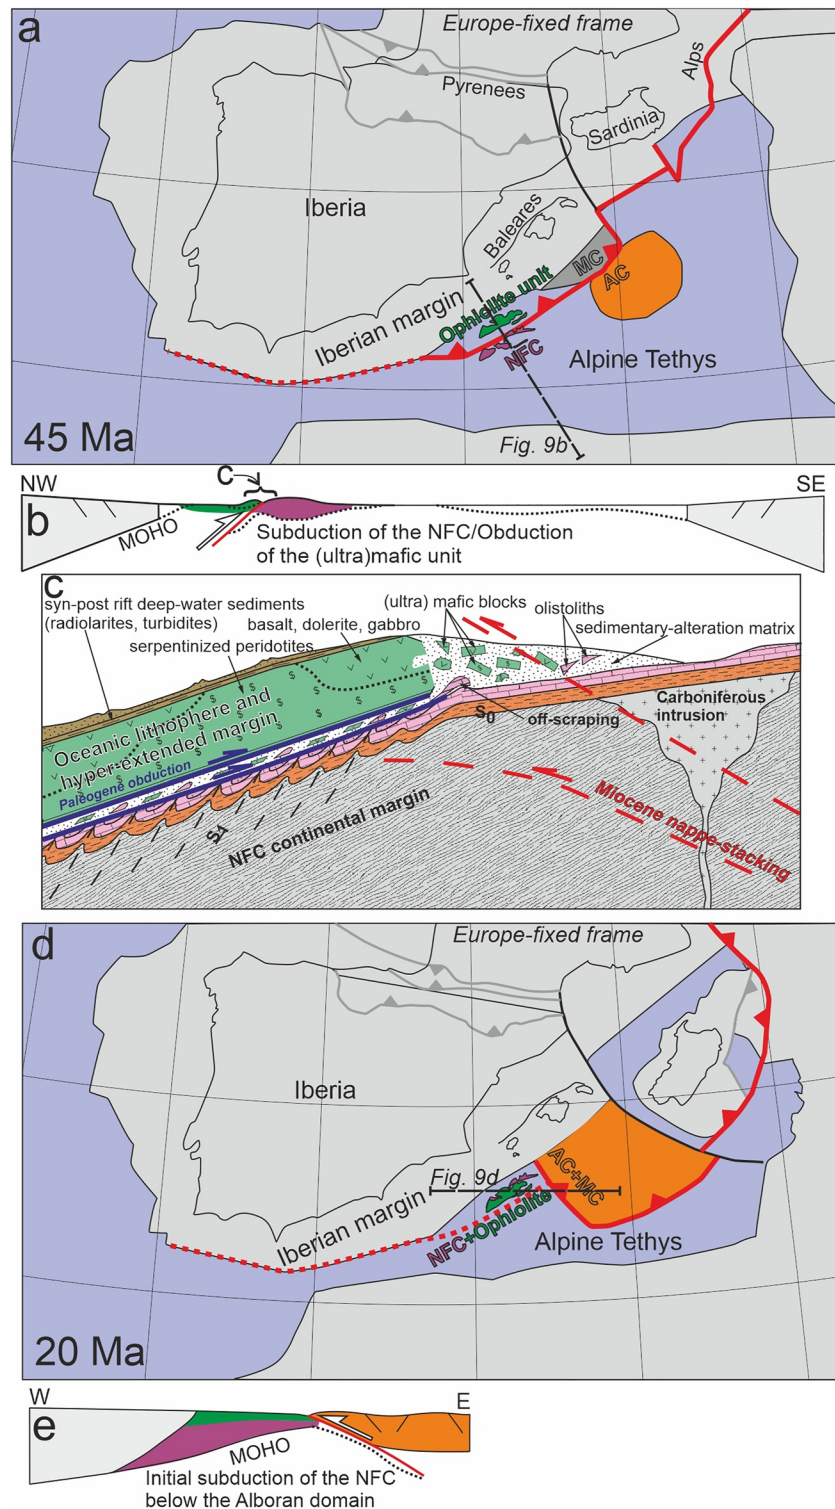 a
Europe-fixed frame
Alps
Pyrenees
Sardinia
Iberia
Baleares
MC
AC
Ophiolite unit
Iberian margin
NFC
Alpine Tethys
45 Ma
Fig. 9b
C
NW
SE
b
MOHO
Subduction of the NFC/Obduction
of the (ultra)mafic unit
c
syn-post rift deep-water sediments
(radiolarites, turbidites)
basalt, dolerite, gabbro
serpentinized peridotites
(ultra) mafic blocks
olistoliths
sedimentary-alteration matrix
Oceanic lithophere and
hyper-extended margin
Paleogene obduction
S0
off-scraping
Carboniferous
intrusion
S1
NFC continental margin
Miocene nappe-stacking
d
Europe-fixed frame
Iberia
AC+MC
Fig. 9d
Iberian margin
NFC+Ophiolite
Alpine Tethys
20 Ma
W
E
e
MOHO
Initial subduction of the NFC
below the Alboran domain